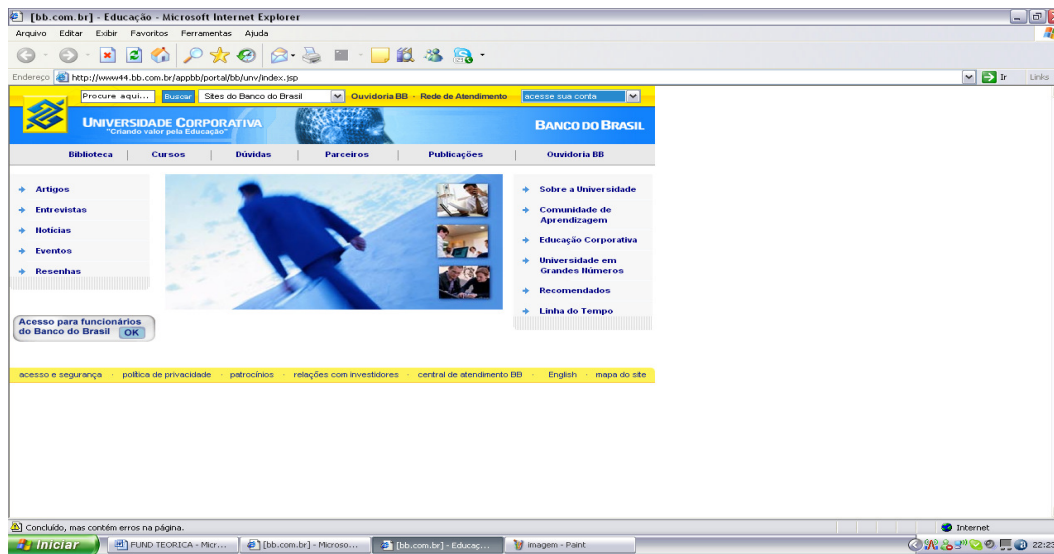 [bb.com.br] - Educação - Microsoft Internet Explorer
Arquivo Editar Exibir Favoritos Ferramentas Ajuda
Endereço http://www44.bb.com.br/appbb/portal/bb/unv/index.jsp Ir Links
Procure aqui... Buscar Sites do Banco do Brasil Ouvidoria BB - Rede de Atendimento acesse sua conta
UNIVERSIDADE CORPORATIVA BANCO DO BRASIL
"Criando valor pela Educação"
Biblioteca | Cursos | Dúvidas | Parceiros | Publicações | Ouvidoria BB
Artigos
Entrevistas
Notícias
Eventos
Resenhas
Acesso para funcionários
do Banco do Brasil OK
Sobre a Universidade
Comunidade de
Aprendizagem
Educação Corporativa
Universidade em
Grandes Números
Recomendados
Linha do Tempo
acesso e segurança · política de privacidade · patrocínios · relações com investidores · central de atendimento BB · English · mapa do site
Concluído, mas contém erros na página. Internet
Iniciar FUND TEORICA - Micr... [bb.com.br] - Microso... [bb.com.br] - Educaç... imagem - Paint 22:23